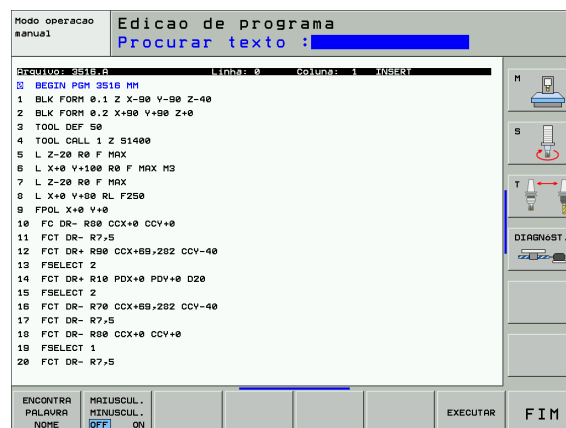 Modo operacao
manual
Edicao de programa
Procurar texto :
Arquivo: 3516.A Linha: 0 Coluna: 1 INSERT
0 BEGIN PGM 3516 MM
1 BLK FORM 0.1 Z X-90 Y-90 Z-40
2 BLK FORM 0.2 X+90 Y+90 Z+0
3 TOOL DEF 50
4 TOOL CALL 1 Z S1400
5 L Z-20 R0 F MAX
6 L X+0 Y+100 R0 F MAX M3
7 L Z-20 R0 F MAX
8 L X+0 Y+80 RL F250
9 FPOL X+0 Y+0
10 FC DR- R80 CCX+0 CCY+0
11 FCT DR- R7,5
12 FCT DR+ R90 CCX+69,282 CCY-40
13 FSELECT 2
14 FCT DR+ R10 PDX+0 PDY+0 D20
15 FSELECT 2
16 FCT DR- R70 CCX+69,282 CCY-40
17 FCT DR- R7,5
18 FCT DR- R80 CCX+0 CCY+0
19 FSELECT 1
20 FCT DR- R7,5
M
S
T
DIAGNóST.
ENCONTRA
PALAVRA
NOME
MAIUSCUL.
MINUSCUL.
OFF ON
EXECUTAR
FIM